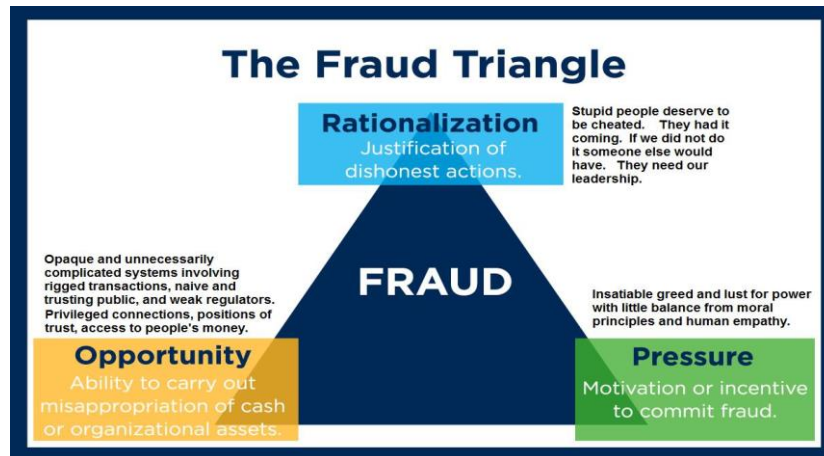 The Fraud Triangle
Rationalization
Justification of
dishonest actions.
Stupid people deserve to
be cheated. They had it
coming. If we did not do
it someone else would
have. They need our
leadership.
FRAUD
Opaque and unnecessarily
complicated systems involving
rigged transactions, naive and
trusting public, and weak regulators.
Privileged connections, positions of
trust, access to people's money.
Opportunity
Ability to carry out
misappropriation of cash
or organizational assets.
Insatiable greed and lust for power
with little balance from moral
principles and human empathy.
Pressure
Motivation or incentive
to commit fraud.